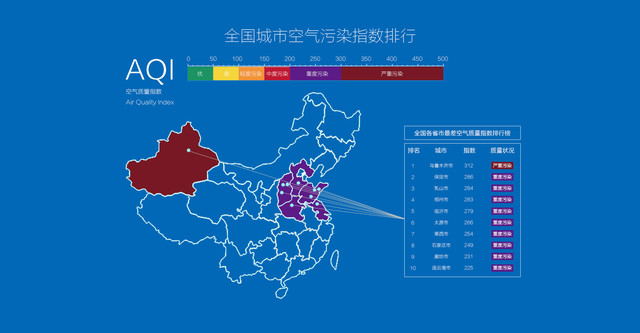 全国城市空气污染指数排行
AQI
空气质量指数
Air Quality Index
0 50 100 150 200 250 300 350 400 450 500
优 良 轻度污染 中度污染 重度污染 严重污染
全国各省市最差空气质量指数排行榜
排名 城市 指数 质量状况
1 乌鲁木齐市 312 严重污染
2 保定市 286 重度污染
3 乳山市 284 重度污染
4 郑州市 283 重度污染
5 临沂市 279 重度污染
6 太原市 266 重度污染
7 莱西市 254 重度污染
8 石家庄市 249 重度污染
9 廊坊市 231 重度污染
10 连云港市 225 重度污染